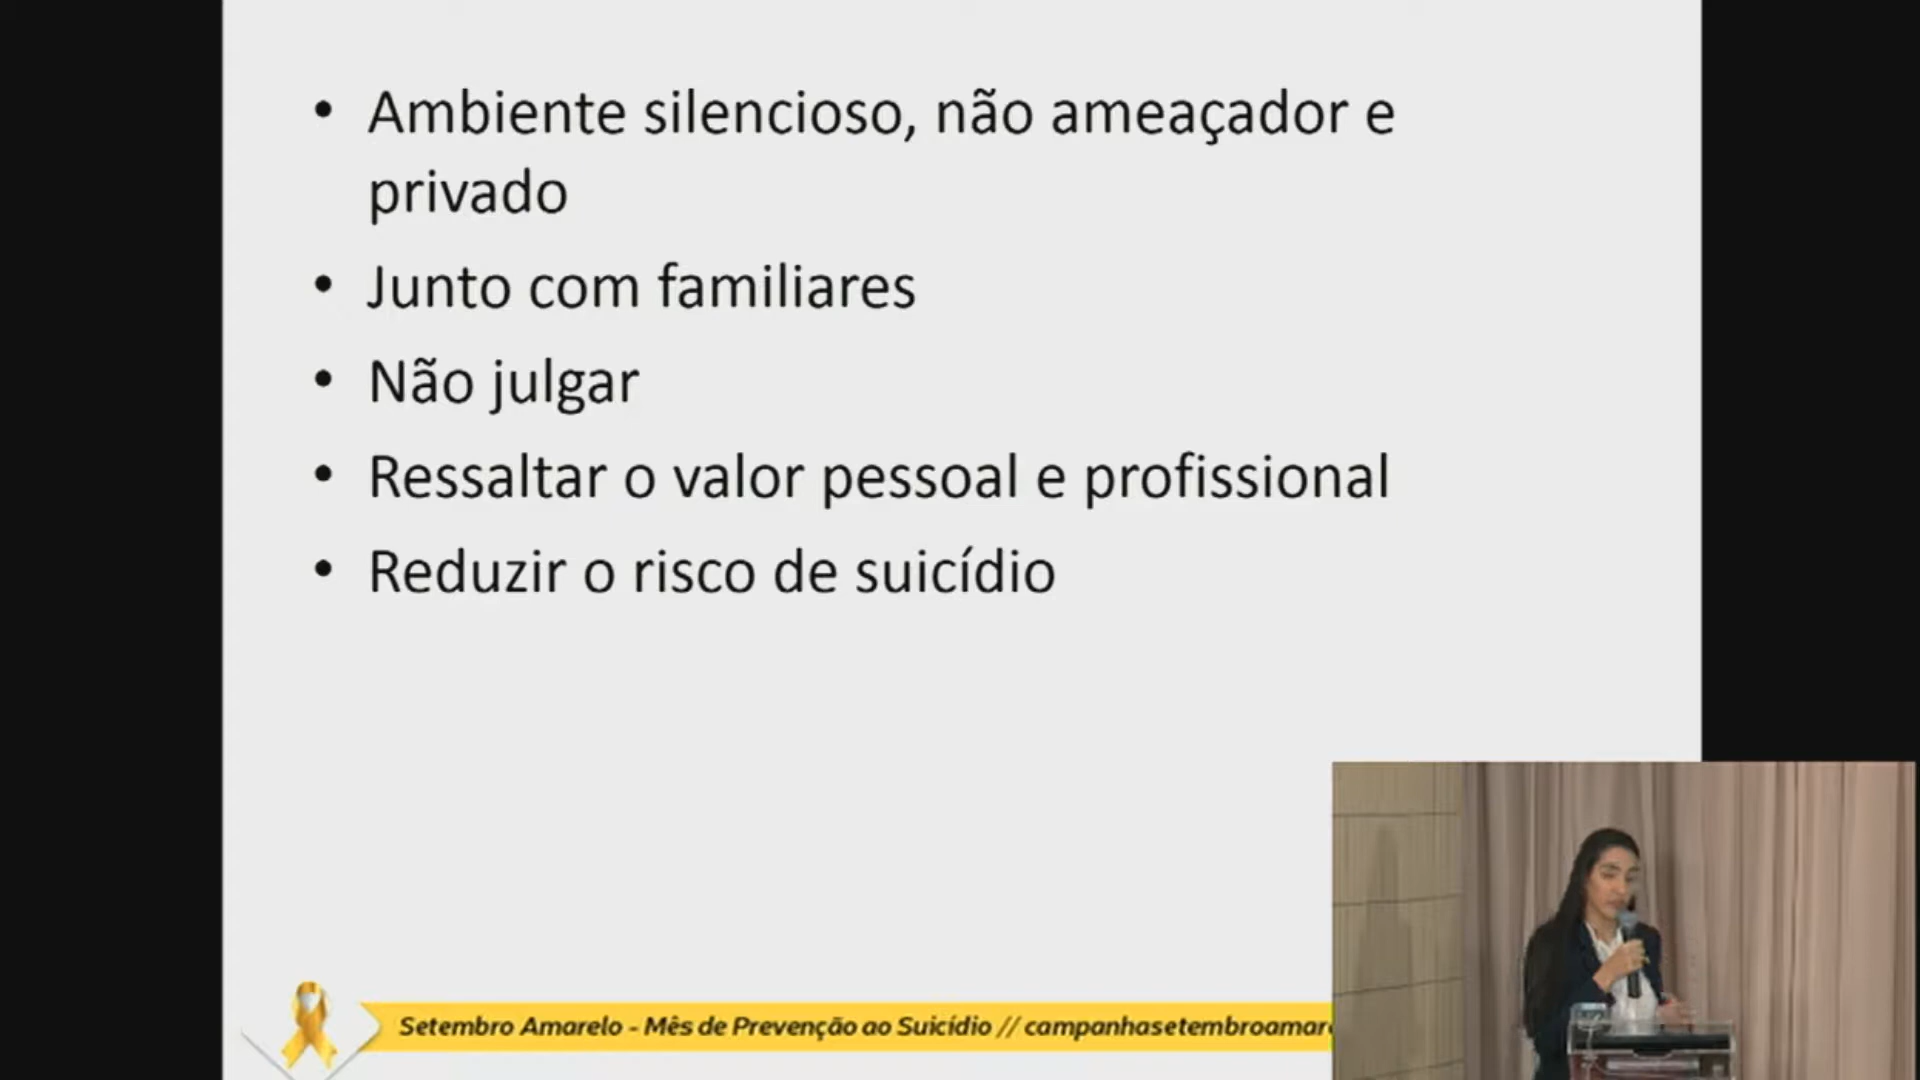 • Ambiente silencioso, não ameaçador e
privado
• Junto com familiares
• Não julgar
• Ressaltar o valor pessoal e profissional
• Reduzir o risco de suicídio
Setembro Amarelo - Mês de Prevenção ao Suicídio // campanhasetembroamar